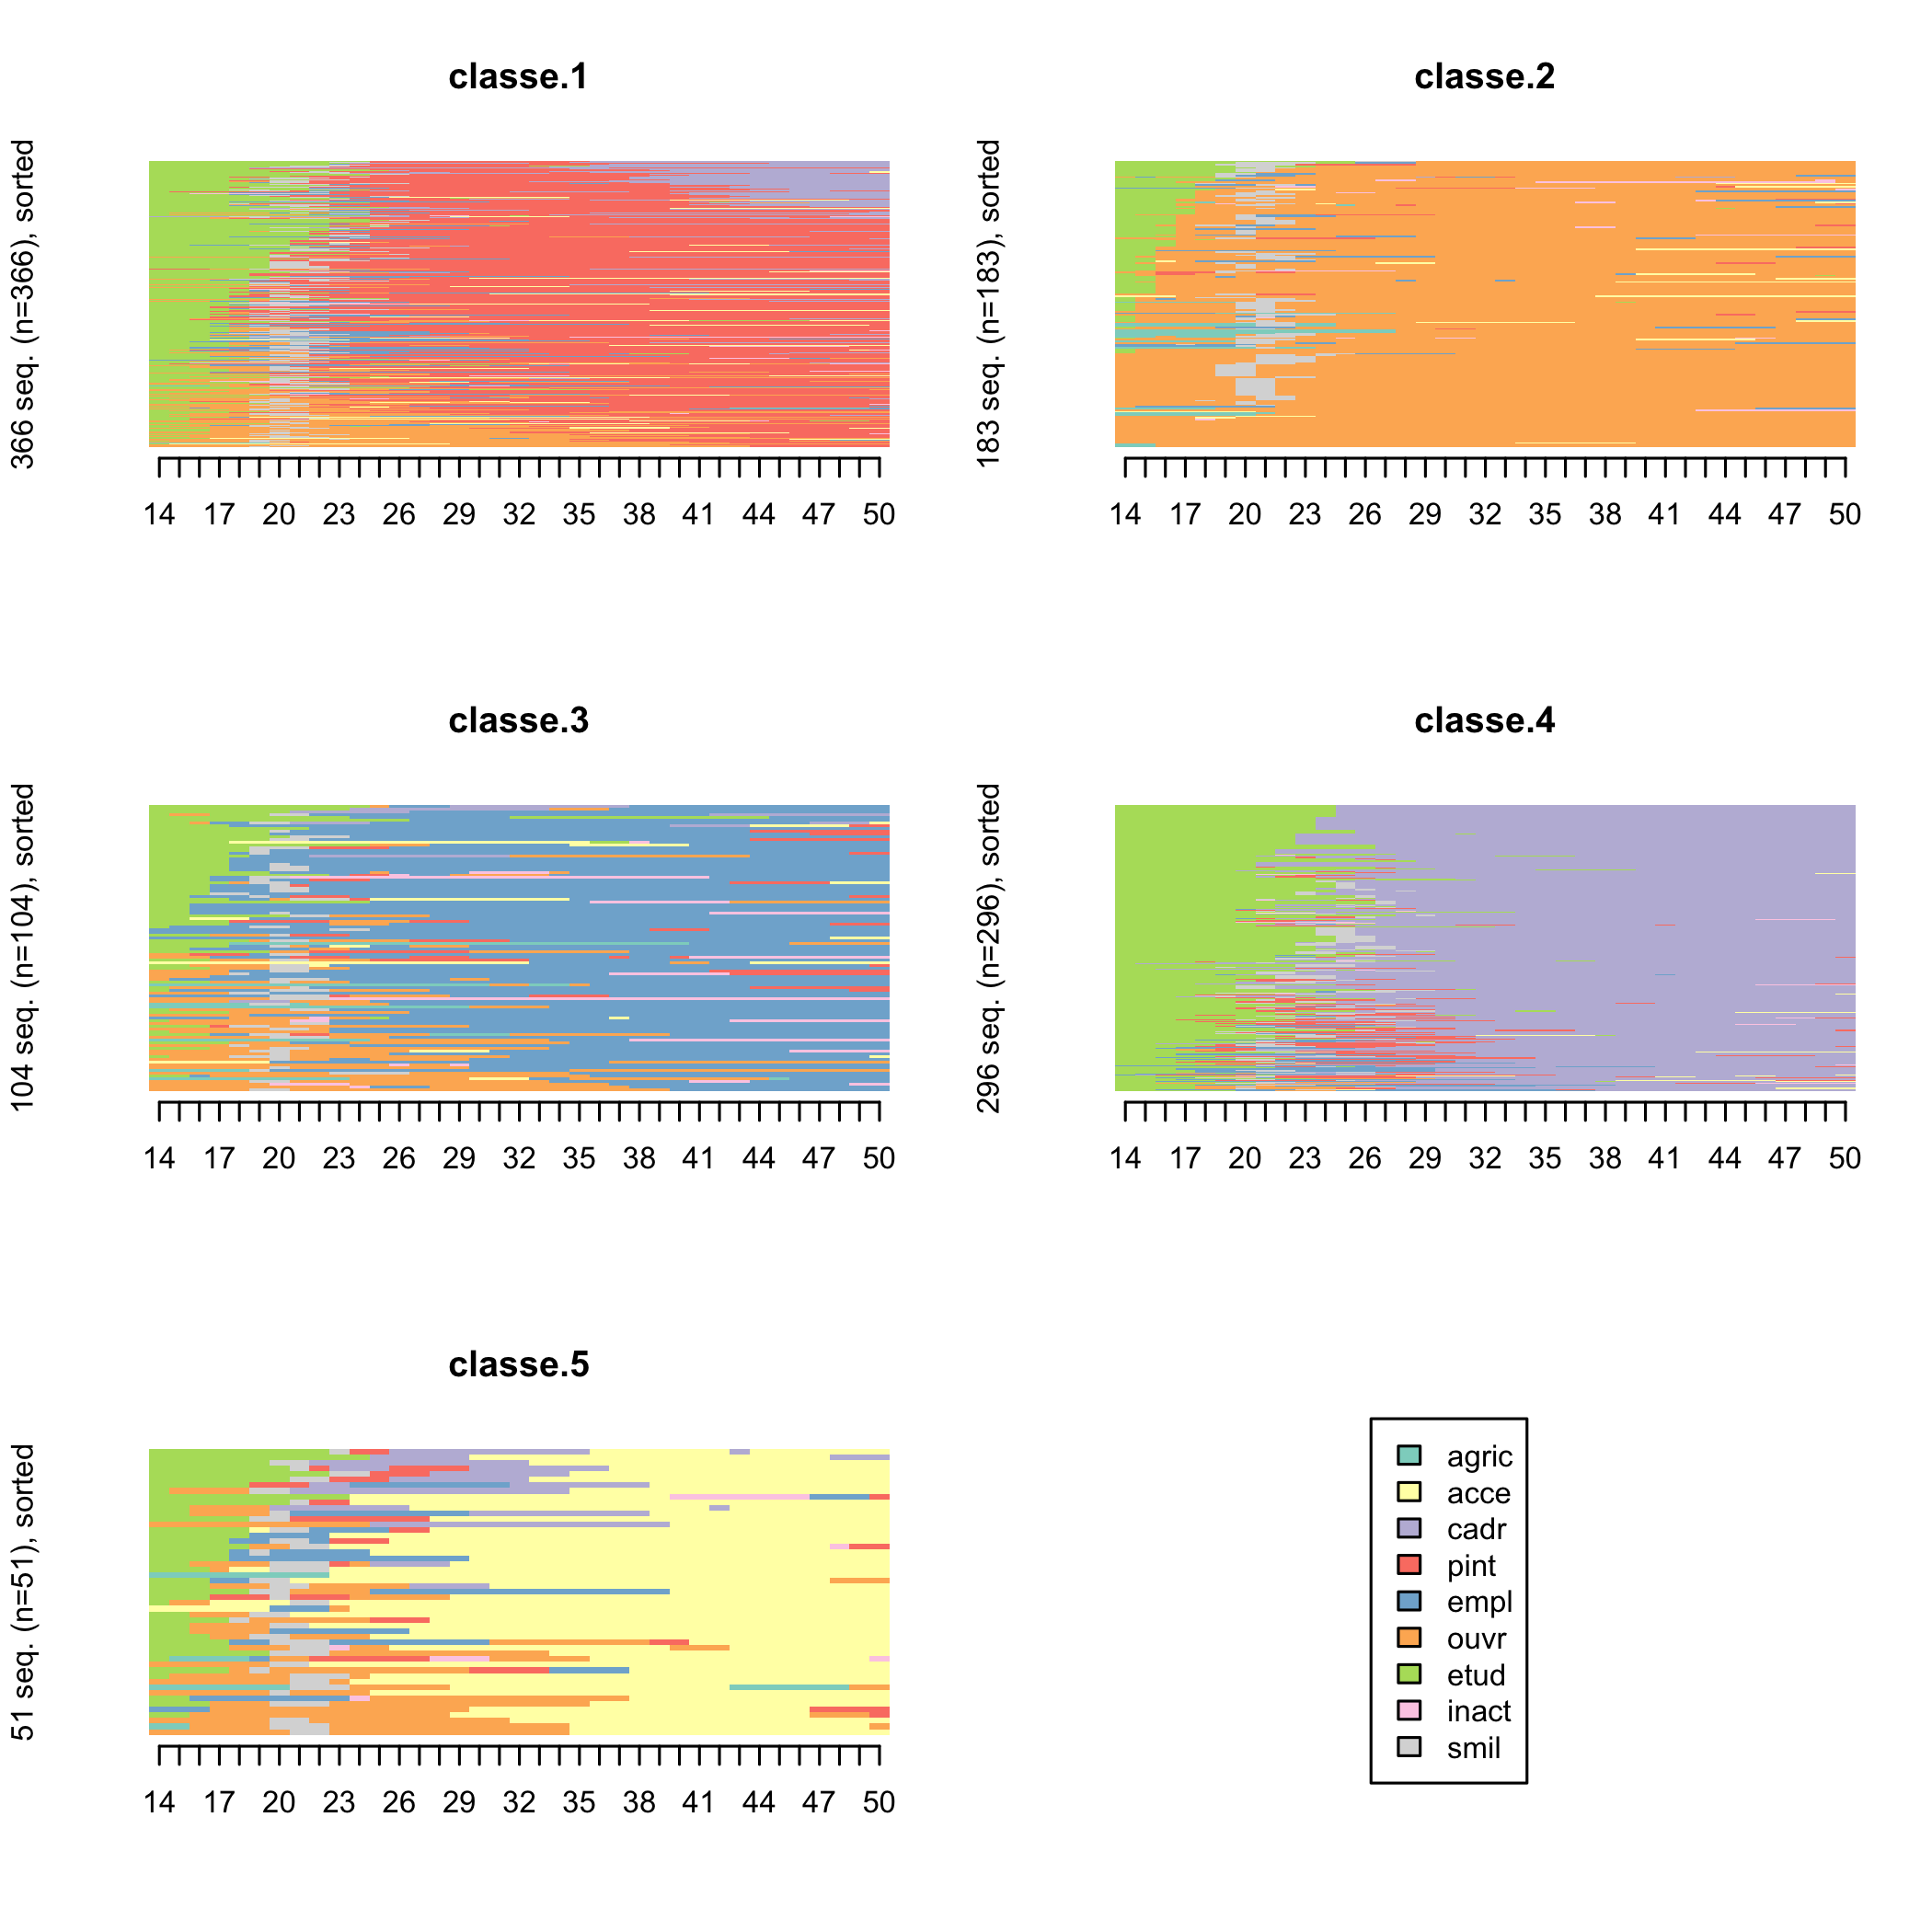 classe.1
366 seq. (n=366), sorted
14 17 20 23 26 29 32 35 38 41 44 47 50
classe.2
183 seq. (n=183), sorted
14 17 20 23 26 29 32 35 38 41 44 47 50
classe.3
104 seq. (n=104), sorted
14 17 20 23 26 29 32 35 38 41 44 47 50
classe.4
296 seq. (n=296), sorted
14 17 20 23 26 29 32 35 38 41 44 47 50
classe.5
51 seq. (n=51), sorted
14 17 20 23 26 29 32 35 38 41 44 47 50
agric
acce
cadr
pint
empl
ouvr
etud
inact
smil